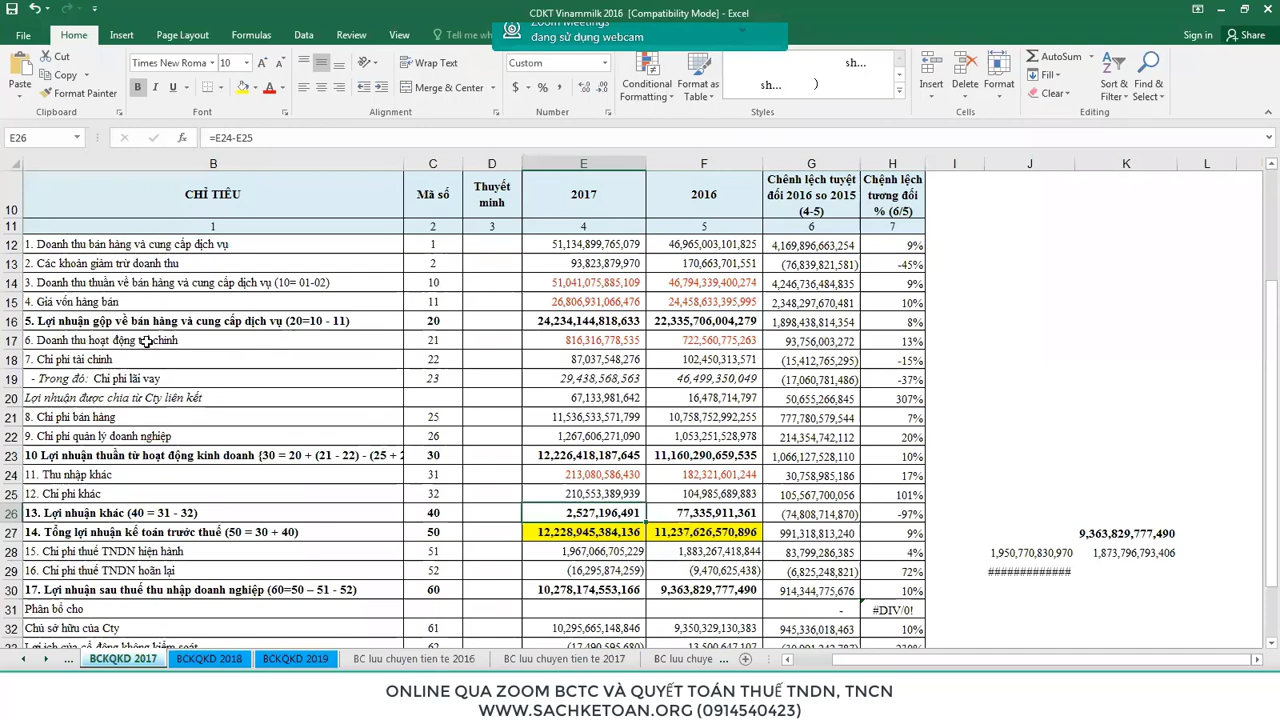 CDKT Vinammilk 2016 [Compatibility Mode] - Excel
Zoom Meetings
đang sử dụng webcam
File Home Insert Page Layout Formulas Data Review View Tell me Sign in Share
Cut
Copy
Format Painter
Paste
Clipboard
Times New Roma 10
B I U
Font
Wrap Text
Merge & Center
Alignment
Custom
$ % ,
Number
Conditional Formatting
Format as Table
sh...
sh... )
Styles
Insert Delete Format
Cells
AutoSum
Fill
Clear
Sort & Filter
Find & Select
Editing
E26 fx =E24-E25
B C D E F G H I J K L
10 CHỈ TIÊU Mã số Thuyết minh 2017 2016 Chênh lệch tuyệt đối 2016 so 2015 (4-5) Chệnh lệch tương đối % (6/5)
11 1 2 3 4 5 6 7
12 1. Doanh thu bán hàng và cung cấp dịch vụ 1 51,134,899,765,079 46,965,003,101,825 4,169,896,663,254 9%
13 2. Các khoản giảm trừ doanh thu 2 93,823,879,970 170,663,701,551 (76,839,821,581) -45%
14 3. Doanh thu thuần về bán hàng và cung cấp dịch vụ (10= 01-02) 10 51,041,075,885,109 46,794,339,400,274 4,246,736,484,835 9%
15 4. Giá vốn hàng bán 11 26,806,931,066,476 24,458,633,395,995 2,348,297,670,481 10%
16 5. Lợi nhuận gộp về bán hàng và cung cấp dịch vụ (20=10 - 11) 20 24,234,144,818,633 22,335,706,004,279 1,898,438,814,354 8%
17 6. Doanh thu hoạt động tài chinh 21 816,316,778,535 722,560,775,263 93,756,003,272 13%
18 7. Chi phí tài chinh 22 87,037,548,276 102,450,313,571 (15,412,765,295) -15%
19 - Trong đó: Chi phí lãi vay 23 29,438,568,563 46,499,350,049 (17,060,781,486) -37%
20 Lợi nhuận được chia từ Cty liên kết 67,133,981,642 16,478,714,797 50,655,266,845 307%
21 8. Chi phí bán hàng 25 11,536,533,571,799 10,758,752,992,255 777,780,579,544 7%
22 9. Chi phí quản lý doanh nghiệp 26 1,267,606,271,090 1,053,251,528,978 214,354,742,112 20%
23 10 Lợi nhuận thuần từ hoạt động kinh doanh {30 = 20 + (21 - 22) - (25 + 2 30 12,226,418,187,645 11,160,290,659,535 1,066,127,528,110 10%
24 11. Thu nhập khác 31 213,080,586,430 182,321,601,244 30,758,985,186 17%
25 12. Chi phí khác 32 210,553,389,939 104,985,689,883 105,567,700,056 101%
26 13. Lợi nhuận khác (40 = 31 - 32) 40 2,527,196,491 77,335,911,361 (74,808,714,870) -97%
27 14. Tổng lợi nhuận kế toán trước thuế (50 = 30 + 40) 50 12,228,945,384,136 11,237,626,570,896 991,318,813,240 9% 9,363,829,777,490
28 15. Chi phí thuế TNDN hiện hành 51 1,967,066,705,229 1,883,267,418,844 83,799,286,385 4% 1,950,770,830,970 1,873,796,793,406
29 16. Chi phí thuế TNDN hoãn lại 52 (16,295,874,259) (9,470,625,438) (6,825,248,821) 72% #############
30 17. Lợi nhuận sau thuế thu nhập doanh nghiệp (60=50 – 51 - 52) 60 10,278,174,553,166 9,363,829,777,490 914,344,775,676 10%
31 Phân bổ cho - #DIV/0!
32 Chủ sở hữu của Cty 61 10,295,665,148,846 9,350,329,130,383 945,336,018,463 10%
... BCKQKD 2017 BCKQKD 2018 BCKQKD 2019 BC luu chuyen tien te 2016 BC luu chuyen tien te 2017 BC luu chuye ...
ONLINE QUA ZOOM BCTC VÀ QUYẾT TOÁN THUẾ TNDN, TNCN
WWW.SACHKETOAN.ORG (0914540423)